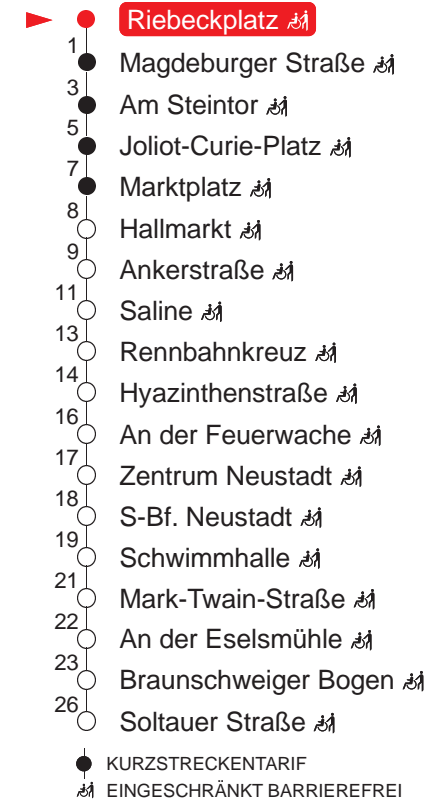 Riebeckplatz
1
Magdeburger Straße
3
Am Steintor
5
Joliot-Curie-Platz
7
Marktplatz
8
Hallmarkt
9
Ankerstraße
11
Saline
13
Rennbahnkreuz
14
Hyazinthenstraße
16
An der Feuerwache
17
Zentrum Neustadt
18
S-Bf. Neustadt
19
Schwimmhalle
21
Mark-Twain-Straße
22
An der Eselsmühle
23
Braunschweiger Bogen
26
Soltauer Straße
KURZSTRECKENTARIF
EINGESCHRÄNKT BARRIEREFREI